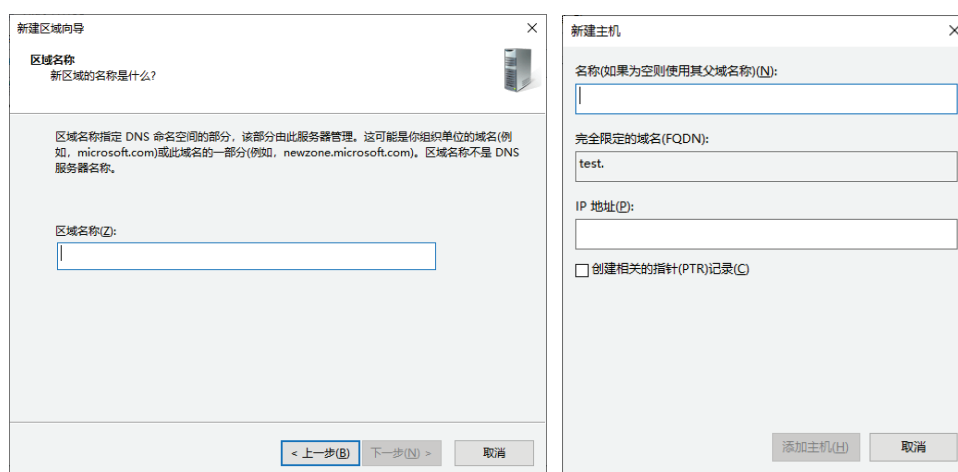 新建区域向导
区域名称
新区域的名称是什么?
区域名称指定 DNS 命名空间的部分，该部分由此服务器管理。这可能是你组织单位的域名(例
如，microsoft.com)或此域名的一部分(例如，newzone.microsoft.com)。区域名称不是 DNS
服务器名称。
区域名称(Z):
< 上一步(B)
下一步(N) >
取消
新建主机
名称(如果为空则使用其父域名称)(N):
完全限定的域名(FQDN):
test.
IP 地址(P):
创建相关的指针(PTR)记录(C)
添加主机(H)
取消